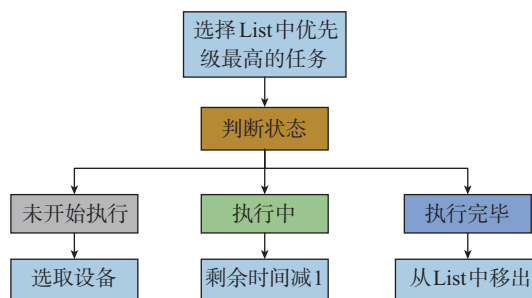 选择List中优先
级最高的任务
判断状态
未开始执行
执行中
执行完毕
选取设备
剩余时间减1
从List中移出